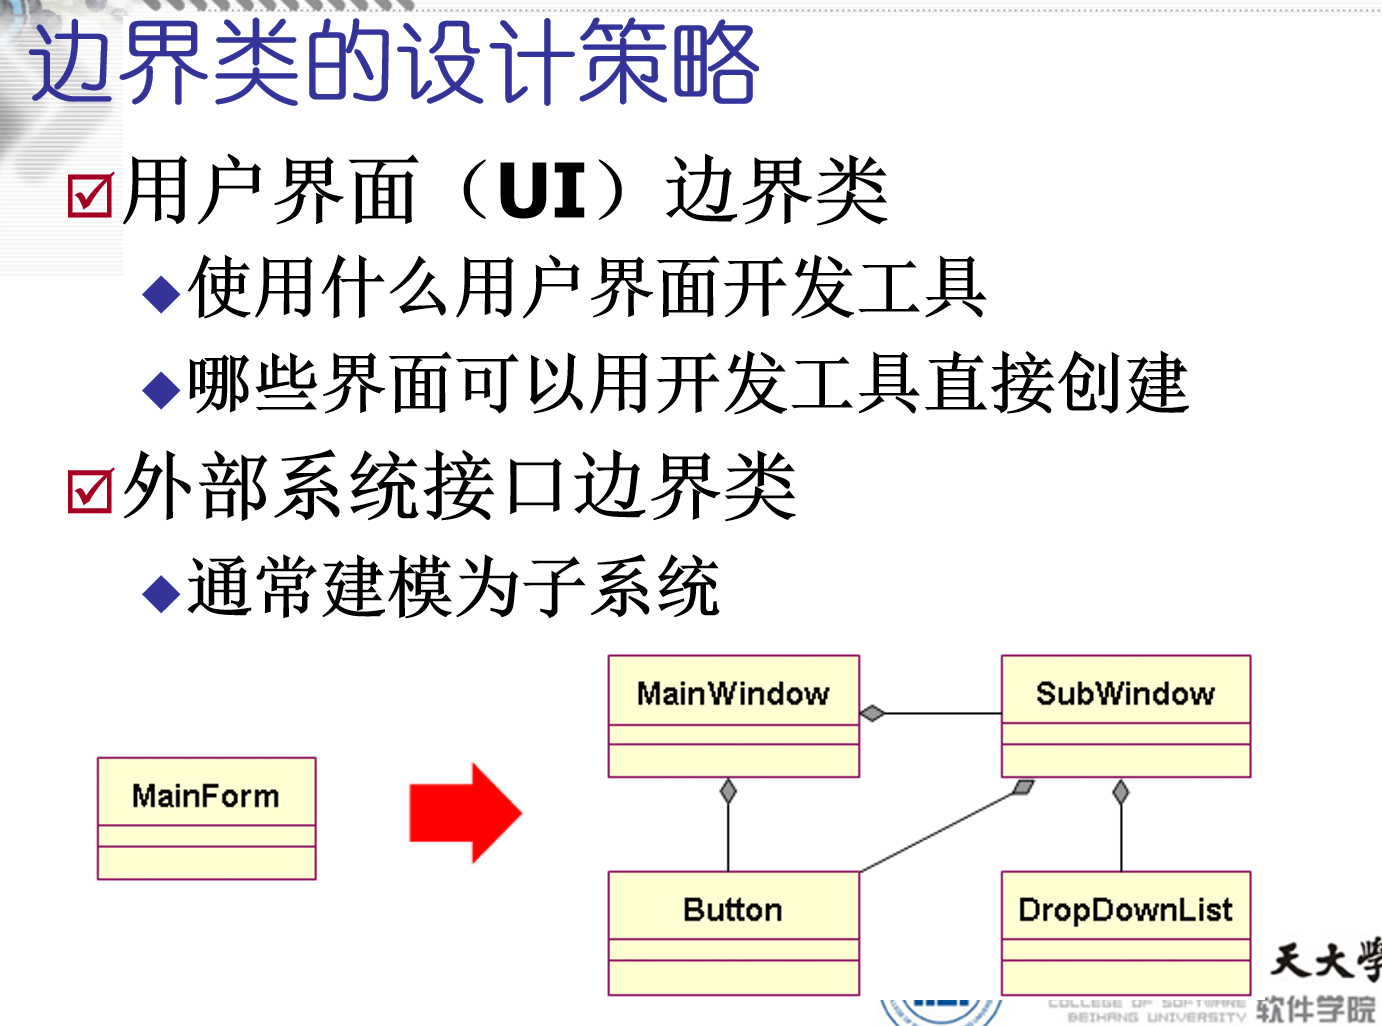 边界类的设计策略
用户界面（UI）边界类
使用什么用户界面开发工具
哪些界面可以用开发工具直接创建
外部系统接口边界类
通常建模为子系统
MainWindow
SubWindow
MainForm
Button
DropDownList
天大學
COLLEGE OF SOFTWARE
BEIHANG UNIVERSITY
软件学院